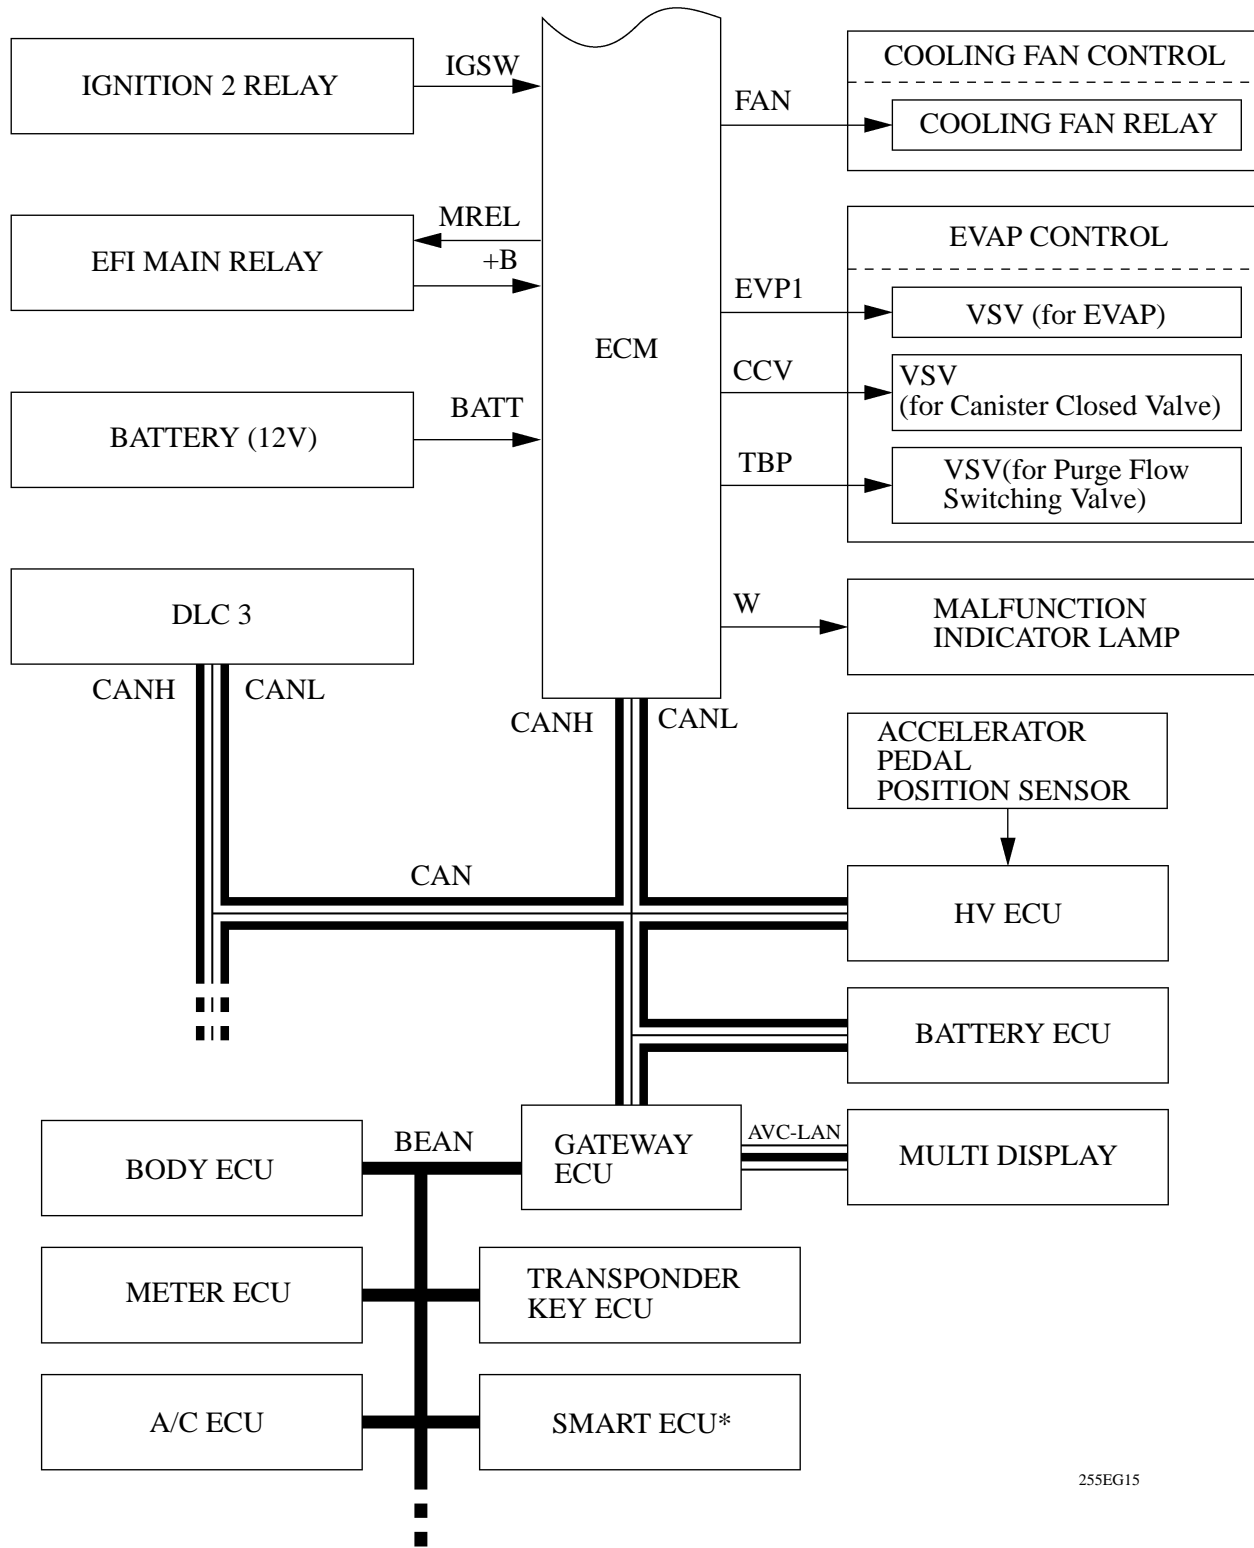 IGNITION 2 RELAY
IGSW
COOLING FAN CONTROL
FAN
COOLING FAN RELAY
MREL
EFI MAIN RELAY
+B
EVAP CONTROL
EVP1
VSV (for EVAP)
ECM
CCV
VSV
(for Canister Closed Valve)
BATT
BATTERY (12V)
TBP
VSV(for Purge Flow
Switching Valve)
DLC 3
W
MALFUNCTION
INDICATOR LAMP
CANH
CANL
CANH
CANL
ACCELERATOR
PEDAL
POSITION SENSOR
CAN
HV ECU
BATTERY ECU
BEAN
GATEWAY
ECU
AVC-LAN
MULTI DISPLAY
BODY ECU
METER ECU
TRANSPONDER
KEY ECU
A/C ECU
SMART ECU*
255EG15